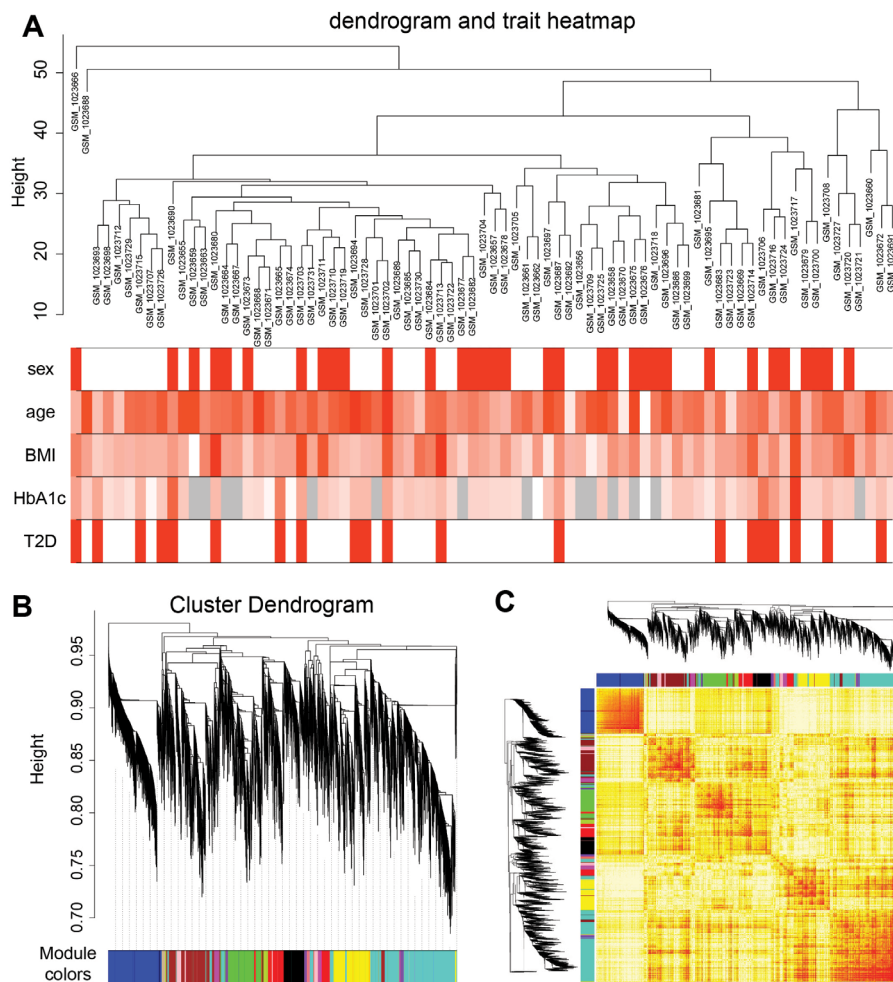 A
dendrogram and trait heatmap
Height
50
40
30
20
10
GSM_1023666
GSM_1023688
GSM_1023693
GSM_1023698
GSM_1023712
GSM_1023729
GSM_1023715
GSM_1023707
GSM_1023726
GSM_1023690
GSM_1023655
GSM_1023659
GSM_1023663
GSM_1023680
GSM_1023664
GSM_1023667
GSM_1023673
GSM_1023668
GSM_1023671
GSM_1023665
GSM_1023674
GSM_1023703
GSM_1023731
GSM_1023711
GSM_1023710
GSM_1023719
GSM_1023694
GSM_1023728
GSM_1023701
GSM_1023702
GSM_1023689
GSM_1023685
GSM_1023730
GSM_1023684
GSM_1023713
GSM_1023722
GSM_1023677
GSM_1023682
GSM_1023704
GSM_1023657
GSM_1023678
GSM_1023705
GSM_1023661
GSM_1023662
GSM_1023697
GSM_1023687
GSM_1023692
GSM_1023656
GSM_1023709
GSM_1023725
GSM_1023658
GSM_1023670
GSM_1023675
GSM_1023676
GSM_1023718
GSM_1023696
GSM_1023686
GSM_1023699
GSM_1023681
GSM_1023695
GSM_1023683
GSM_1023723
GSM_1023669
GSM_1023714
GSM_1023706
GSM_1023716
GSM_1023724
GSM_1023717
GSM_1023679
GSM_1023700
GSM_1023708
GSM_1023727
GSM_1023720
GSM_1023721
GSM_1023660
GSM_1023672
GSM_1023691
sex
age
BMI
HbA1c
T2D
B
Cluster Dendrogram
Height
0.95
0.90
0.85
0.80
0.75
0.70
Module
colors
C